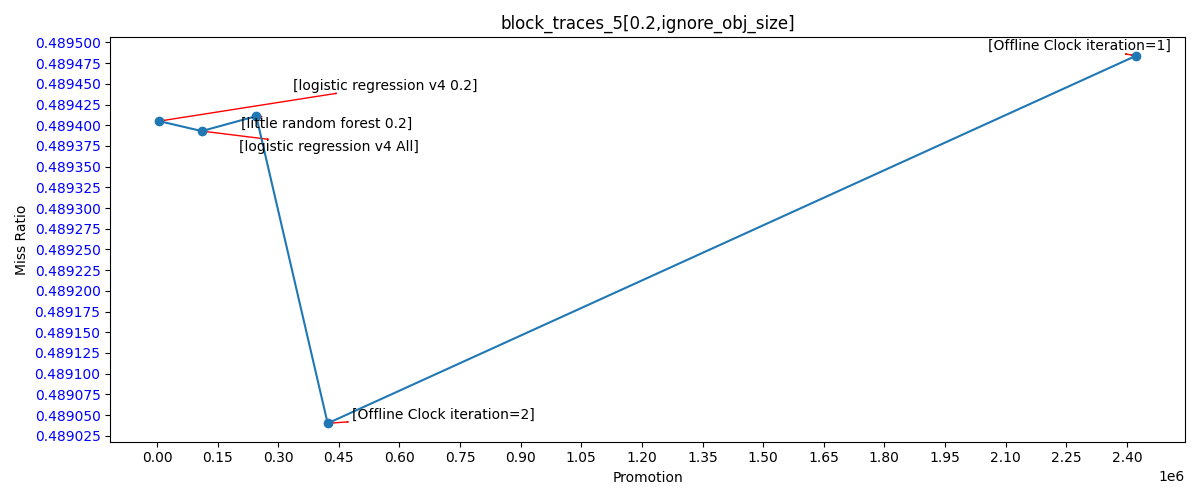 block_traces_5[0.2,ignore_obj_size]
Miss Ratio
0.489500
0.489475
0.489450
0.489425
0.489400
0.489375
0.489350
0.489325
0.489300
0.489275
0.489250
0.489225
0.489200
0.489175
0.489150
0.489125
0.489100
0.489075
0.489050
0.489025
[Offline Clock iteration=1]
[logistic regression v4 0.2]
[little random forest 0.2]
[logistic regression v4 All]
[Offline Clock iteration=2]
0.00 0.15 0.30 0.45 0.60 0.75 0.90 1.05 1.20 1.35 1.50 1.65 1.80 1.95 2.10 2.25 2.40
1e6
Promotion